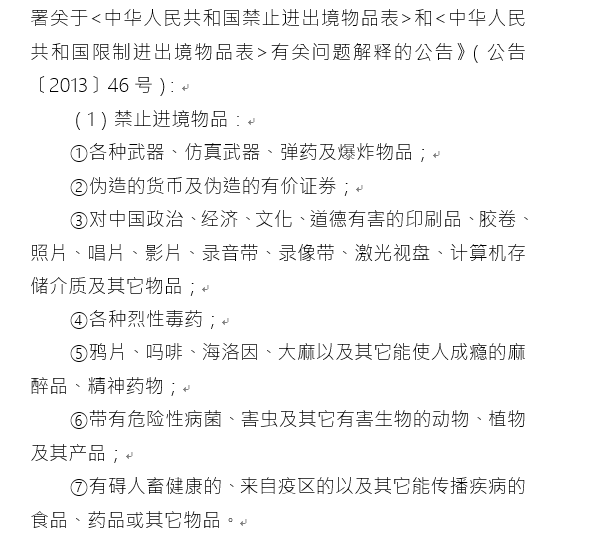 署关于<中华人民共和国禁止进出境物品表>和<中华人民
共和国限制进出境物品表>有关问题解释的公告》( 公告
〔2013〕46 号 ) :
( 1 ) 禁止进境物品：
①各种武器、仿真武器、弹药及爆炸物品；
②伪造的货币及伪造的有价证券；
③对中国政治、经济、文化、道德有害的印刷品、胶卷、
照片、唱片、影片、录音带、录像带、激光视盘、计算机存
储介质及其它物品；
④各种烈性毒药；
⑤鸦片、吗啡、海洛因、大麻以及其它能使人成瘾的麻
醉品、精神药物；
⑥带有危险性病菌、害虫及其它有害生物的动物、植物
及其产品；
⑦有碍人畜健康的、来自疫区的以及其它能传播疾病的
食品、药品或其它物品。